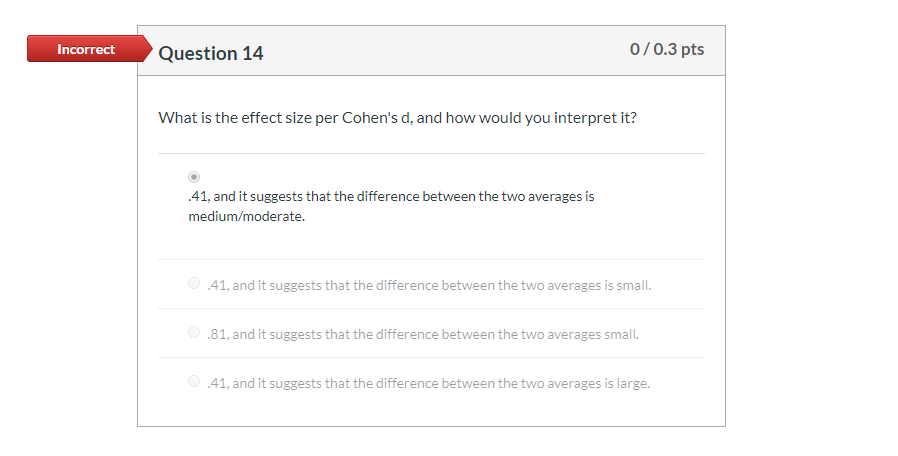 Incorrect
Question 14
0 / 0.3 pts
What is the effect size per Cohen's d, and how would you interpret it?
.41, and it suggests that the difference between the two averages is
medium/moderate.
.41, and it suggests that the difference between the two averages is small.
.81, and it suggests that the difference between the two averages small.
.41, and it suggests that the difference between the two averages is large.